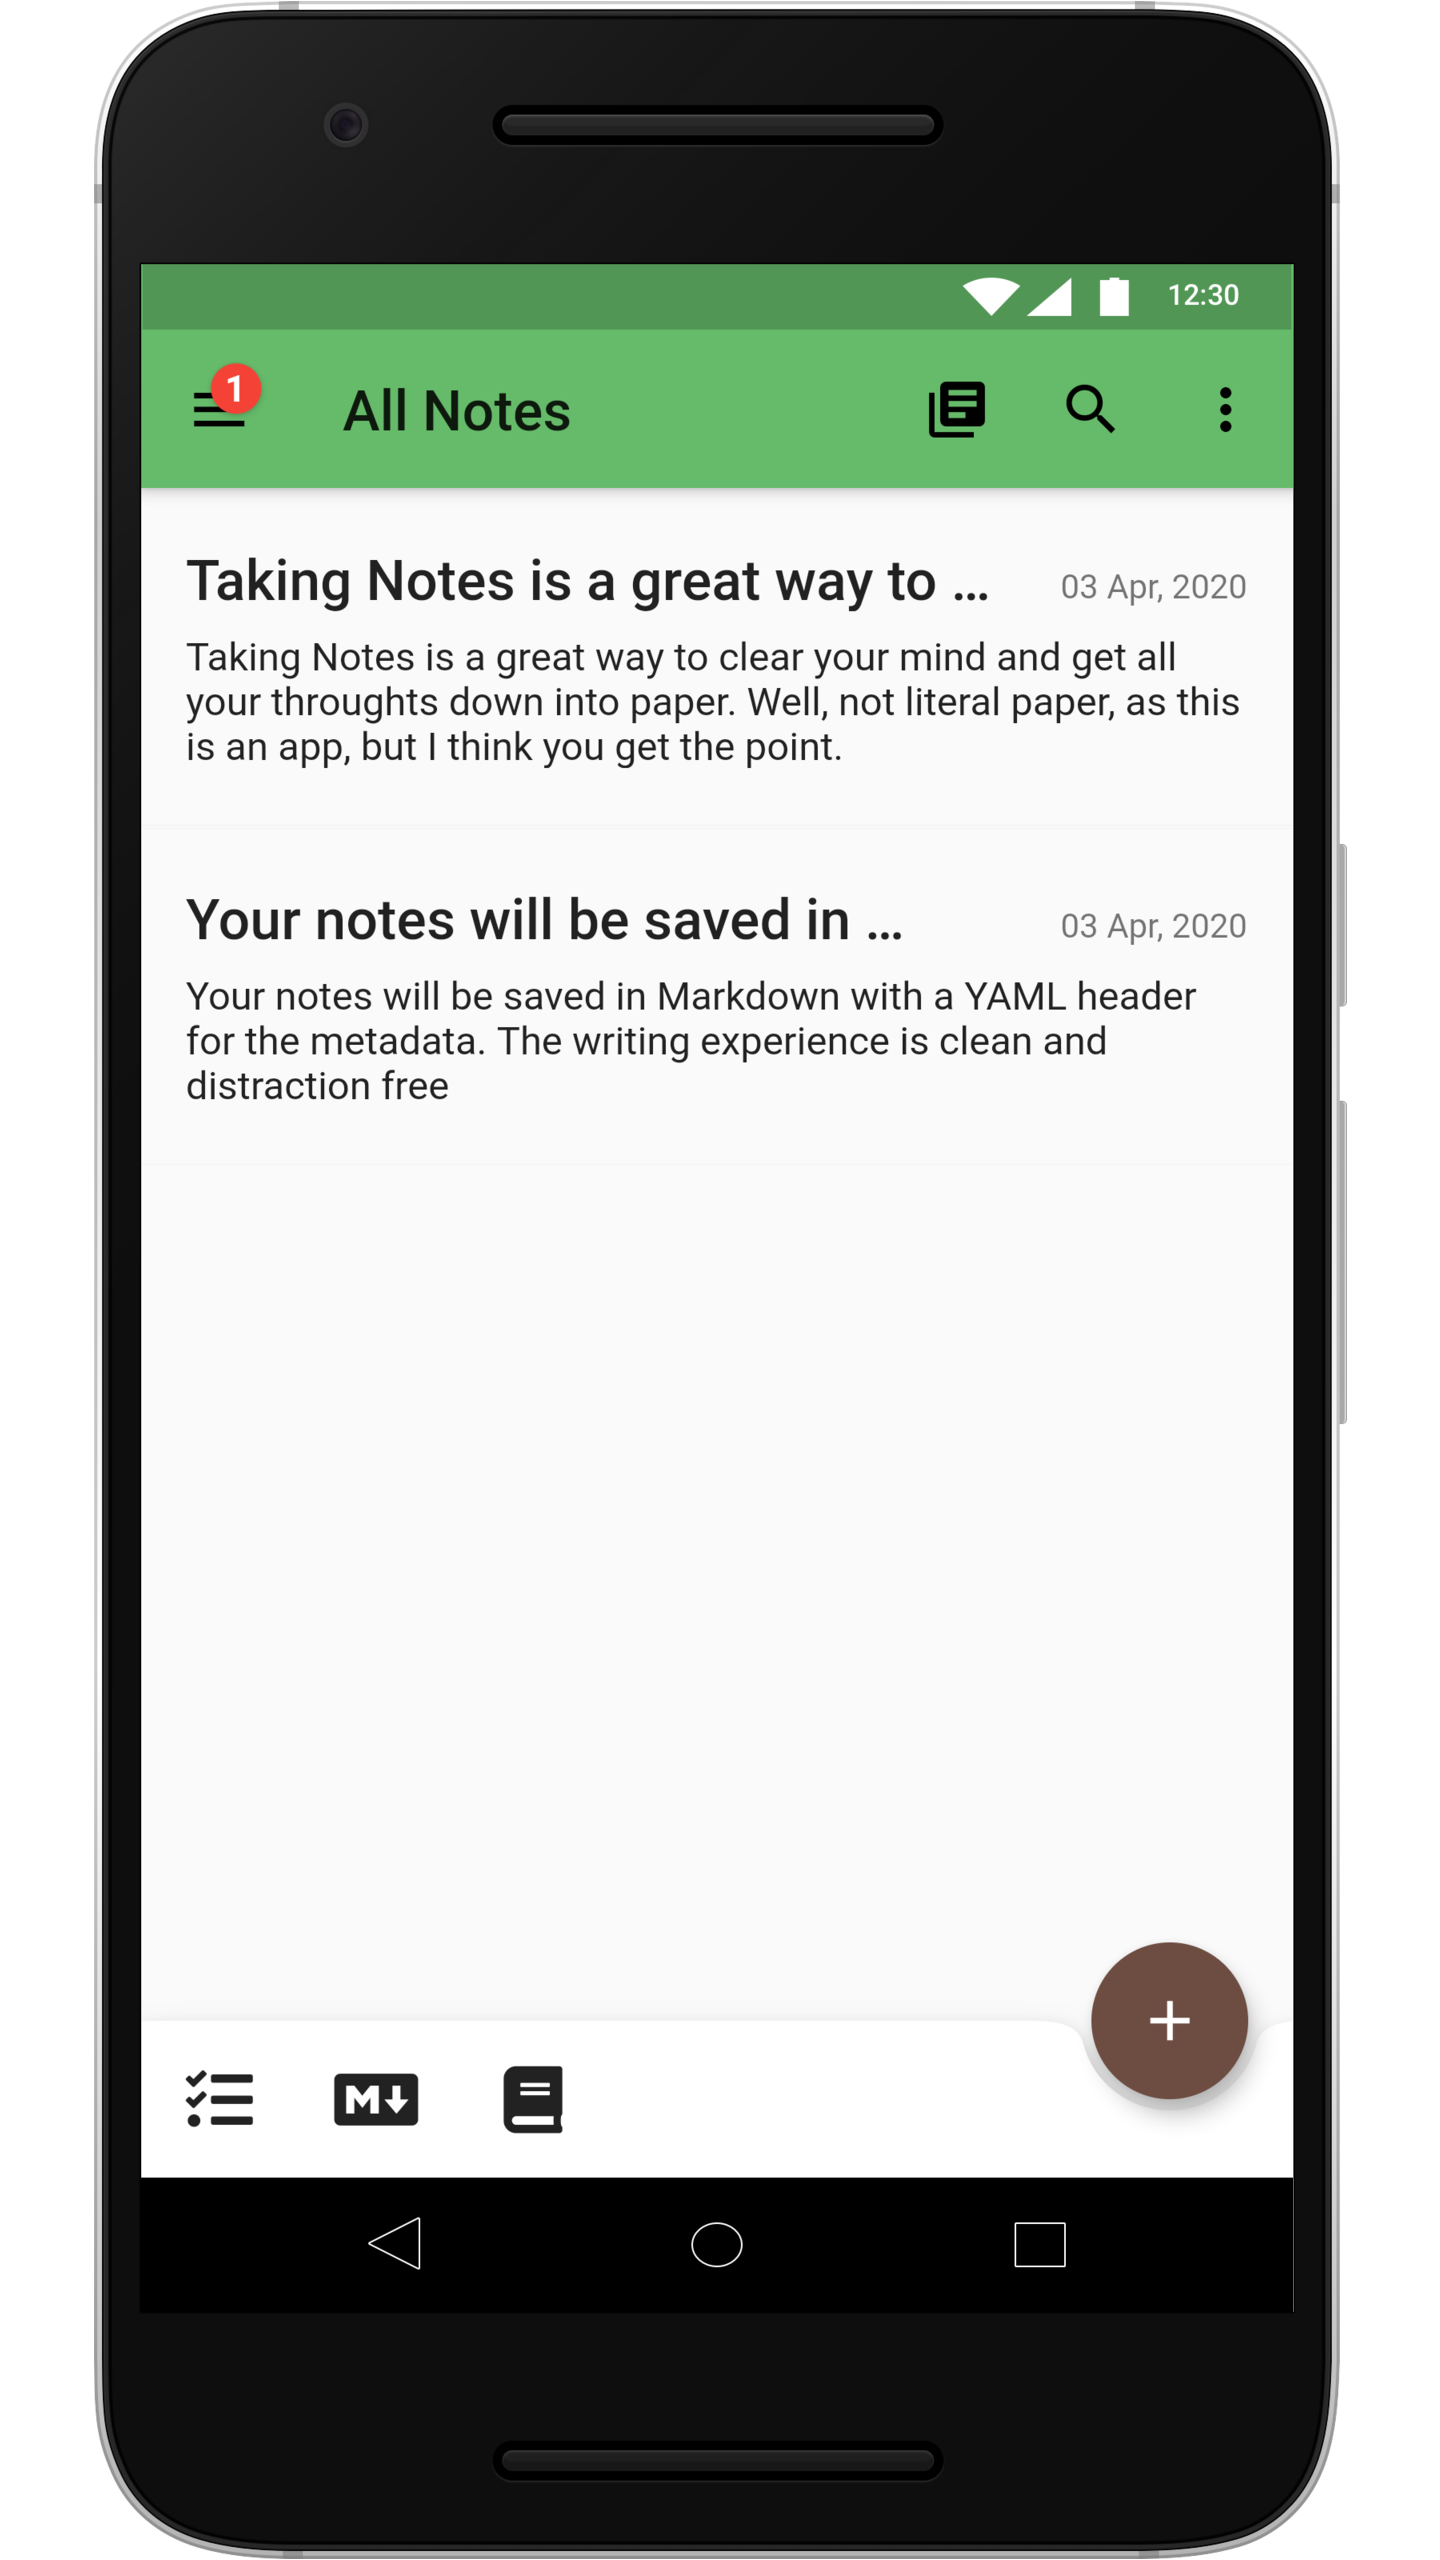 12:30
1
All Notes
Taking Notes is a great way to ...
03 Apr, 2020
Taking Notes is a great way to clear your mind and get all
your throughts down into paper. Well, not literal paper, as this
is an app, but I think you get the point.
Your notes will be saved in ...
03 Apr, 2020
Your notes will be saved in Markdown with a YAML header
for the metadata. The writing experience is clean and
distraction free
M